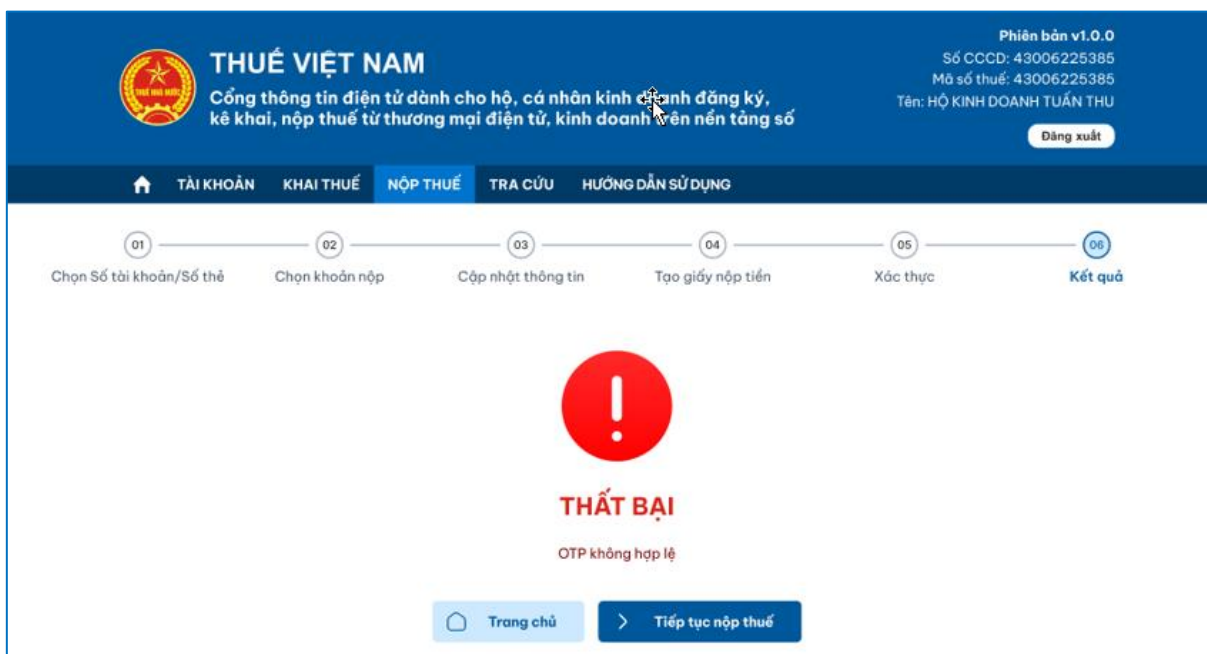 Phiên bản v1.0.0
Số CCCD: 43006225385
Mã số thuế: 43006225385
Tên: HỘ KINH DOANH TUẤN THU
Đăng xuất
THUẾ NHÀ NƯỚC
THUẾ VIỆT NAM
Cổng thông tin điện tử dành cho hộ, cá nhân kinh doanh đăng ký,
kê khai, nộp thuế từ thương mại điện tử, kinh doanh trên nền tảng số
TÀI KHOẢN KHAI THUẾ NỘP THUẾ TRA CỨU HƯỚNG DẪN SỬ DỤNG
01 02 03 04 05 06
Chọn Số tài khoản/Số thẻ Chọn khoản nộp Cập nhật thông tin Tạo giấy nộp tiền Xác thực Kết quả
THẤT BẠI
OTP không hợp lệ
Trang chủ Tiếp tục nộp thuế